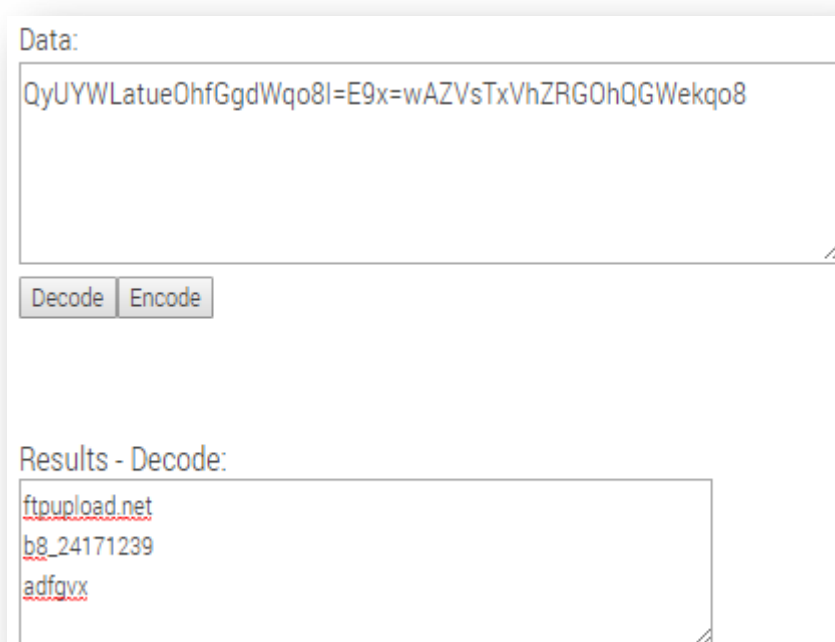 Data:
QyUYWLatueOhfGgdWqo8I=E9x=wAZVsTxVhZRGOhQGWekqo8
Decode Encode
Results - Decode:
ftpupload.net
b8_24171239
adfgvx